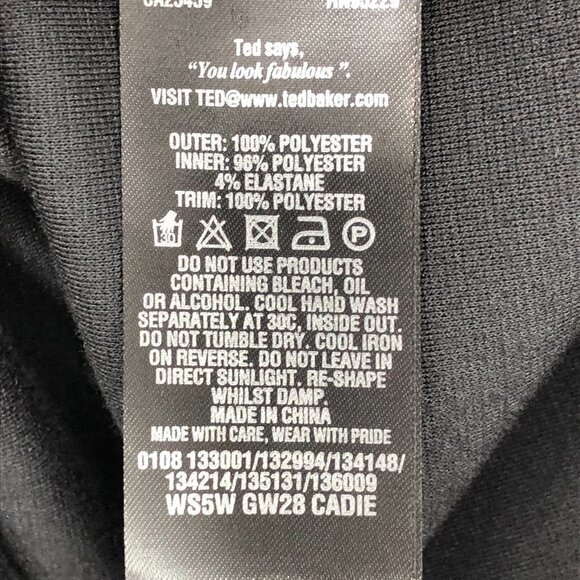 Ted says,
"You look fabulous".
VISIT TED@www.tedbaker.com
OUTER: 100% POLYESTER
INNER: 96% POLYESTER
4% ELASTANE
TRIM: 100% POLYESTER
30 P
DO NOT USE PRODUCTS
CONTAINING BLEACH, OIL
OR ALCOHOL. COOL HAND WASH
SEPARATELY AT 30C, INSIDE OUT.
DO NOT TUMBLE DRY. COOL IRON
ON REVERSE. DO NOT LEAVE IN
DIRECT SUNLIGHT. RE-SHAPE
WHILST DAMP.
MADE IN CHINA
MADE WITH CARE, WEAR WITH PRIDE
0108 133001/132994/134148/
134214/135131/136009
WS5W GW28 CADIE